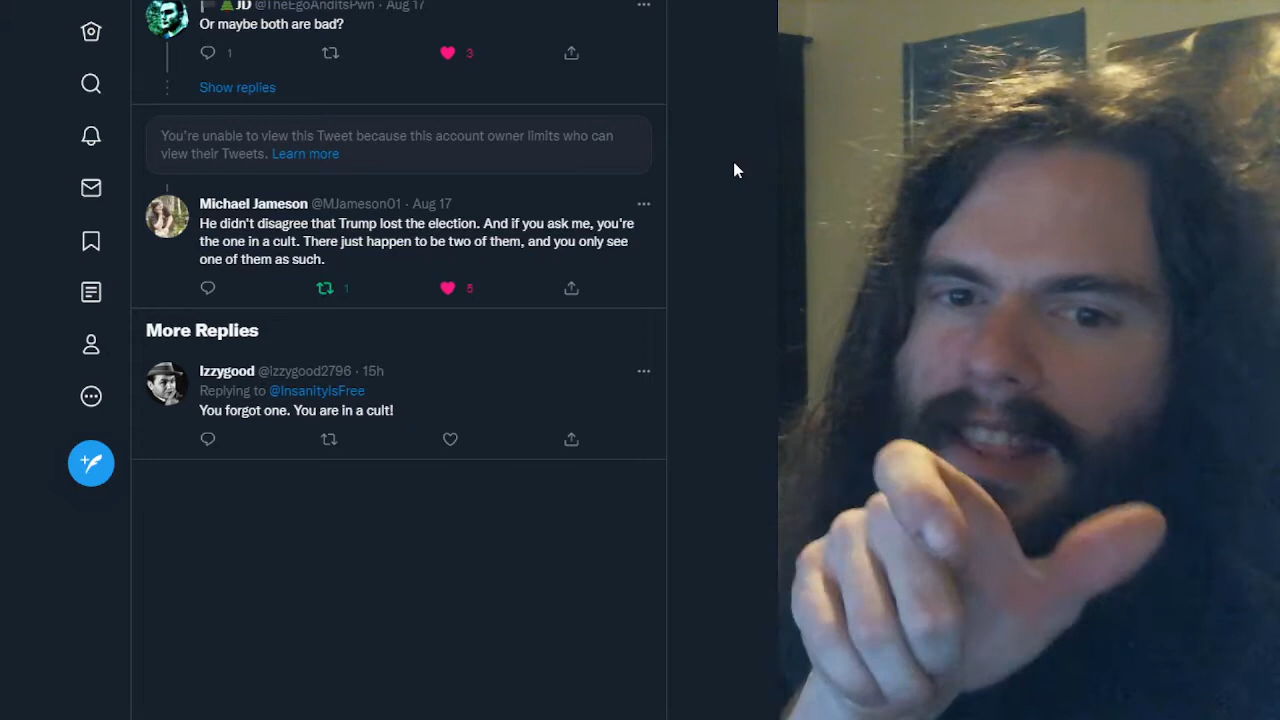 JD @TheEgoAndItsPwn · Aug 17
Or maybe both are bad?
1
3
Show replies
You're unable to view this Tweet because this account owner limits who can
view their Tweets. Learn more
Michael Jameson @MJameson01 · Aug 17
He didn't disagree that Trump lost the election. And if you ask me, you're
the one in a cult. There just happen to be two of them, and you only see
one of them as such.
1
5
More Replies
Izzygood @izzygood2796 · 15h
Replying to @InsanityIsFree
You forgot one. You are in a cult!